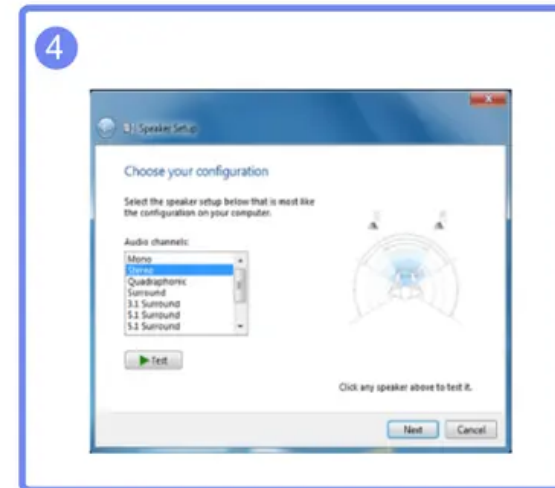 4
Speaker Setup
Choose your configuration
Select the speaker setup below that is most like
the configuration on your computer.
Audio channels:
Mono
Stereo
Quadraphonic
Surround
3.1 Surround
5.1 Surround
5.1 Surround
Test
Click any speaker above to test it.
Next
Cancel